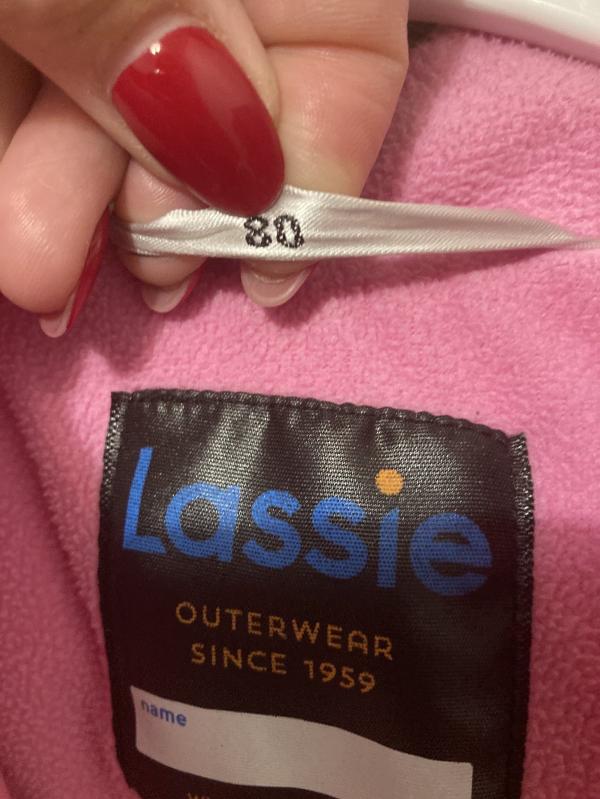 80
Lassie
OUTERWEAR
SINCE 1959
name